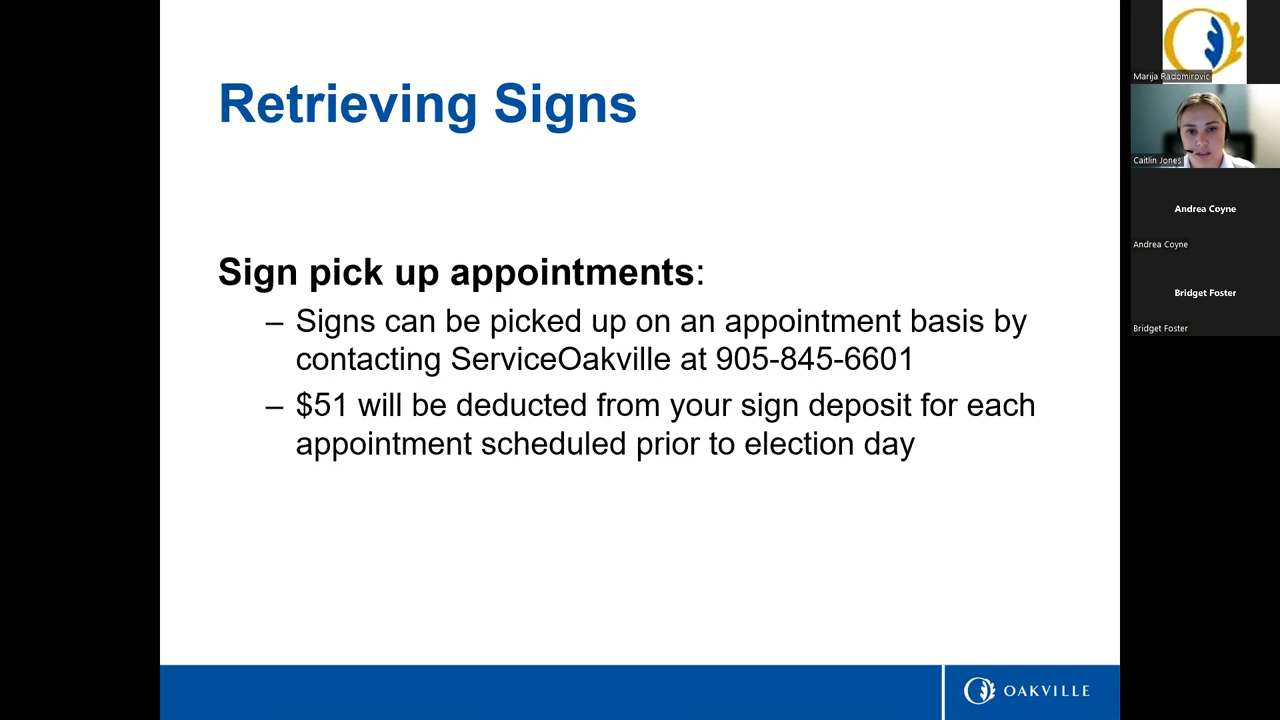 Retrieving Signs
Sign pick up appointments:
– Signs can be picked up on an appointment basis by
contacting ServiceOakville at 905-845-6601
– $51 will be deducted from your sign deposit for each
appointment scheduled prior to election day
OAKVILLE
Marija Radomirovic
Caitlin Jones
Andrea Coyne
Andrea Coyne
Bridget Foster
Bridget Foster